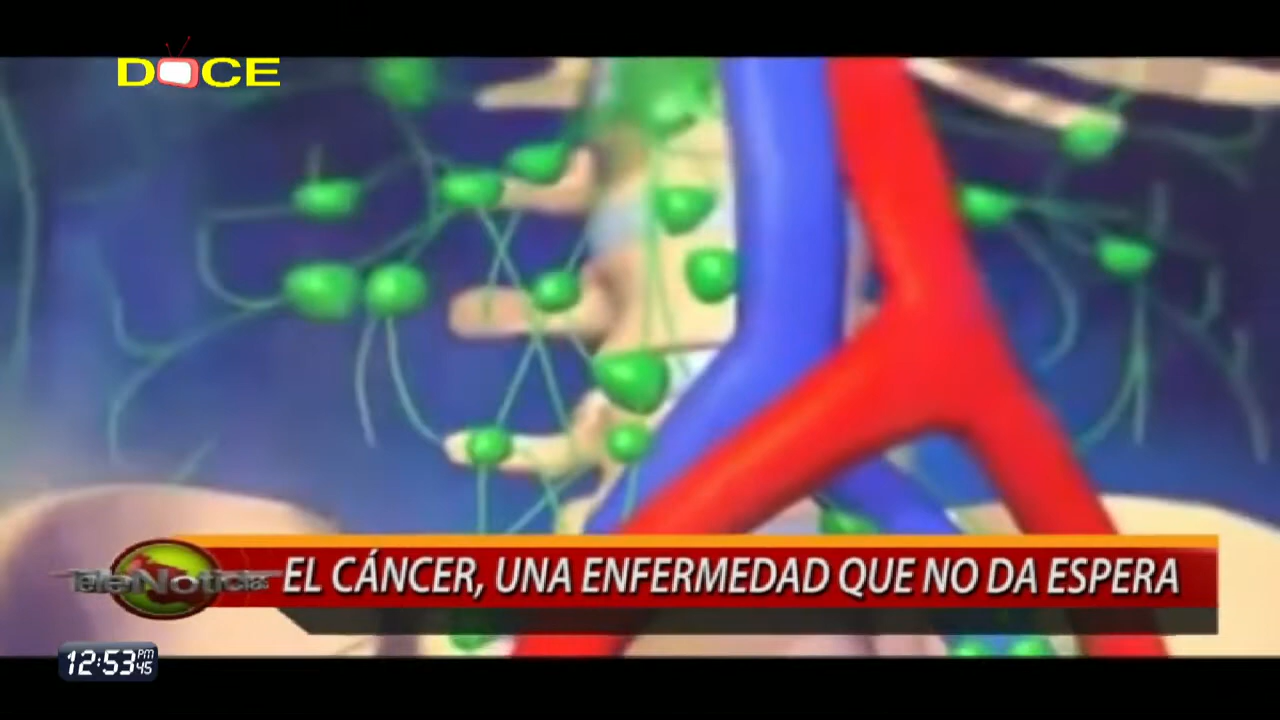 DOCE
EL CÁNCER, UNA ENFERMEDAD QUE NO DA ESPERA
TeleNoticias
12:53 PM 45